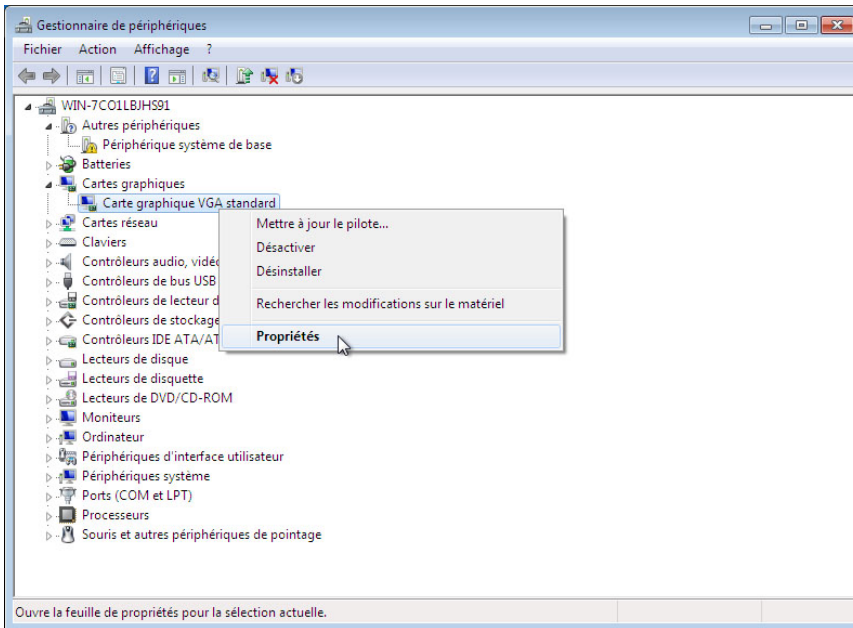 Gestionnaire de périphériques
Fichier Action Affichage ?
WIN-7CO1LBJHS91
Autres périphériques
Périphérique système de base
Batteries
Cartes graphiques
Carte graphique VGA standard
Cartes réseau
Claviers
Contrôleurs audio, vidéo
Contrôleurs de bus USB
Contrôleurs de lecteur d
Contrôleurs de stockage
Contrôleurs IDE ATA/AT
Lecteurs de disque
Lecteurs de disquette
Lecteurs de DVD/CD-ROM
Moniteurs
Ordinateur
Périphériques d'interface utilisateur
Périphériques système
Ports (COM et LPT)
Processeurs
Souris et autres périphériques de pointage
Mettre à jour le pilote...
Désactiver
Désinstaller
Rechercher les modifications sur le matériel
Propriétés
Ouvre la feuille de propriétés pour la sélection actuelle.